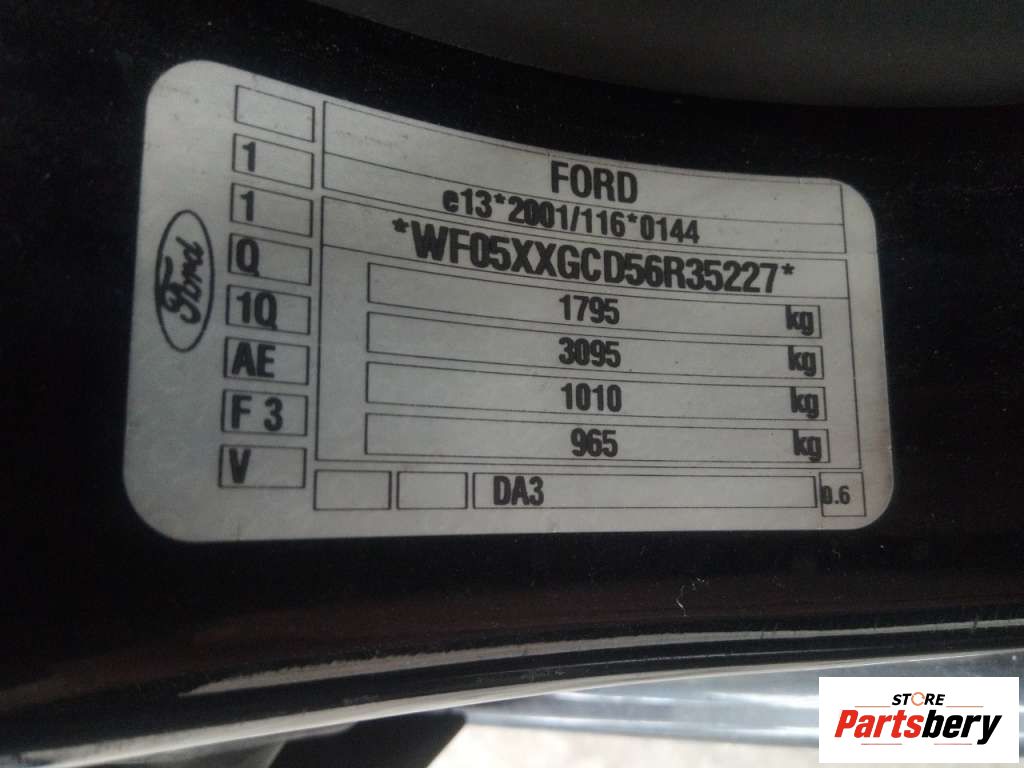 FORD
e13*2001/116*0144
*WF05XXGCD56R35227*
1795 kg
3095 kg
1010 kg
965 kg
1
1
Q
1Q
AE
F 3
V
DA3
0.6
Ford
STORE
Partsbery